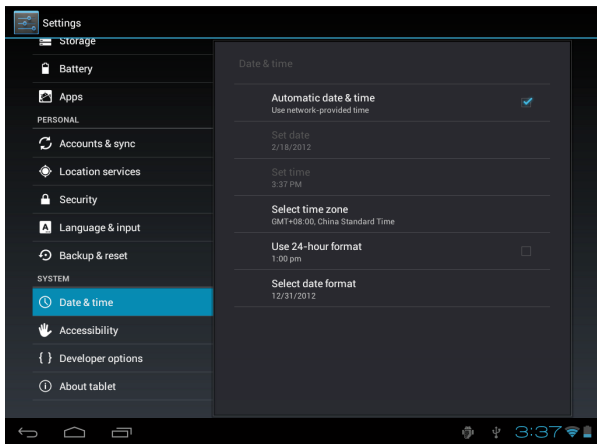 Settings
Storage
Battery
Apps
PERSONAL
Accounts & sync
Location services
Security
Language & input
Backup & reset
SYSTEM
Date & time
Accessibility
Developer options
About tablet
Date & time
Automatic date & time
Use network-provided time
Set date
2/18/2012
Set time
3:37 PM
Select time zone
GMT+08:00, China Standard Time
Use 24-hour format
1:00 pm
Select date format
12/31/2012
3:37